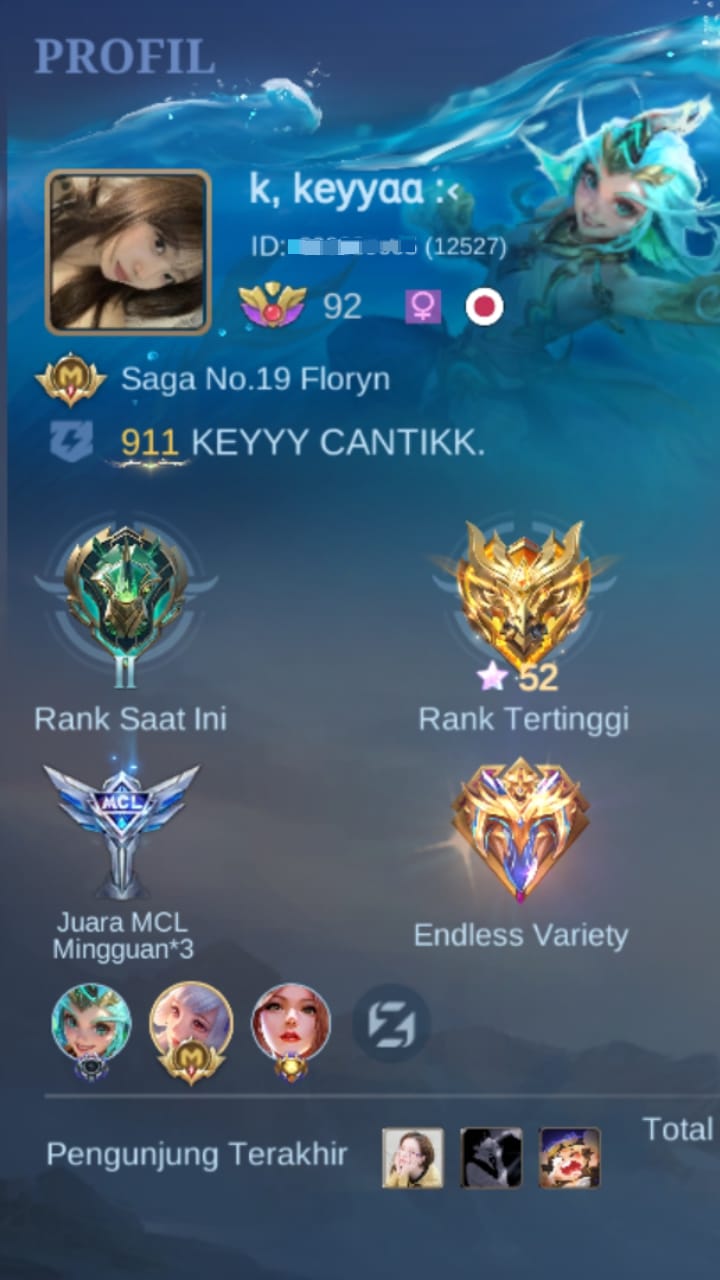 PROFIL
k, keyyaa :<
ID: (12527)
92
Saga No.19 Floryn
911 KEYYY CANTIKK.
II
52
Rank Saat Ini
Rank Tertinggi
MCL
Juara MCL
Mingguan*3
Endless Variety
M
Pengunjung Terakhir
Total